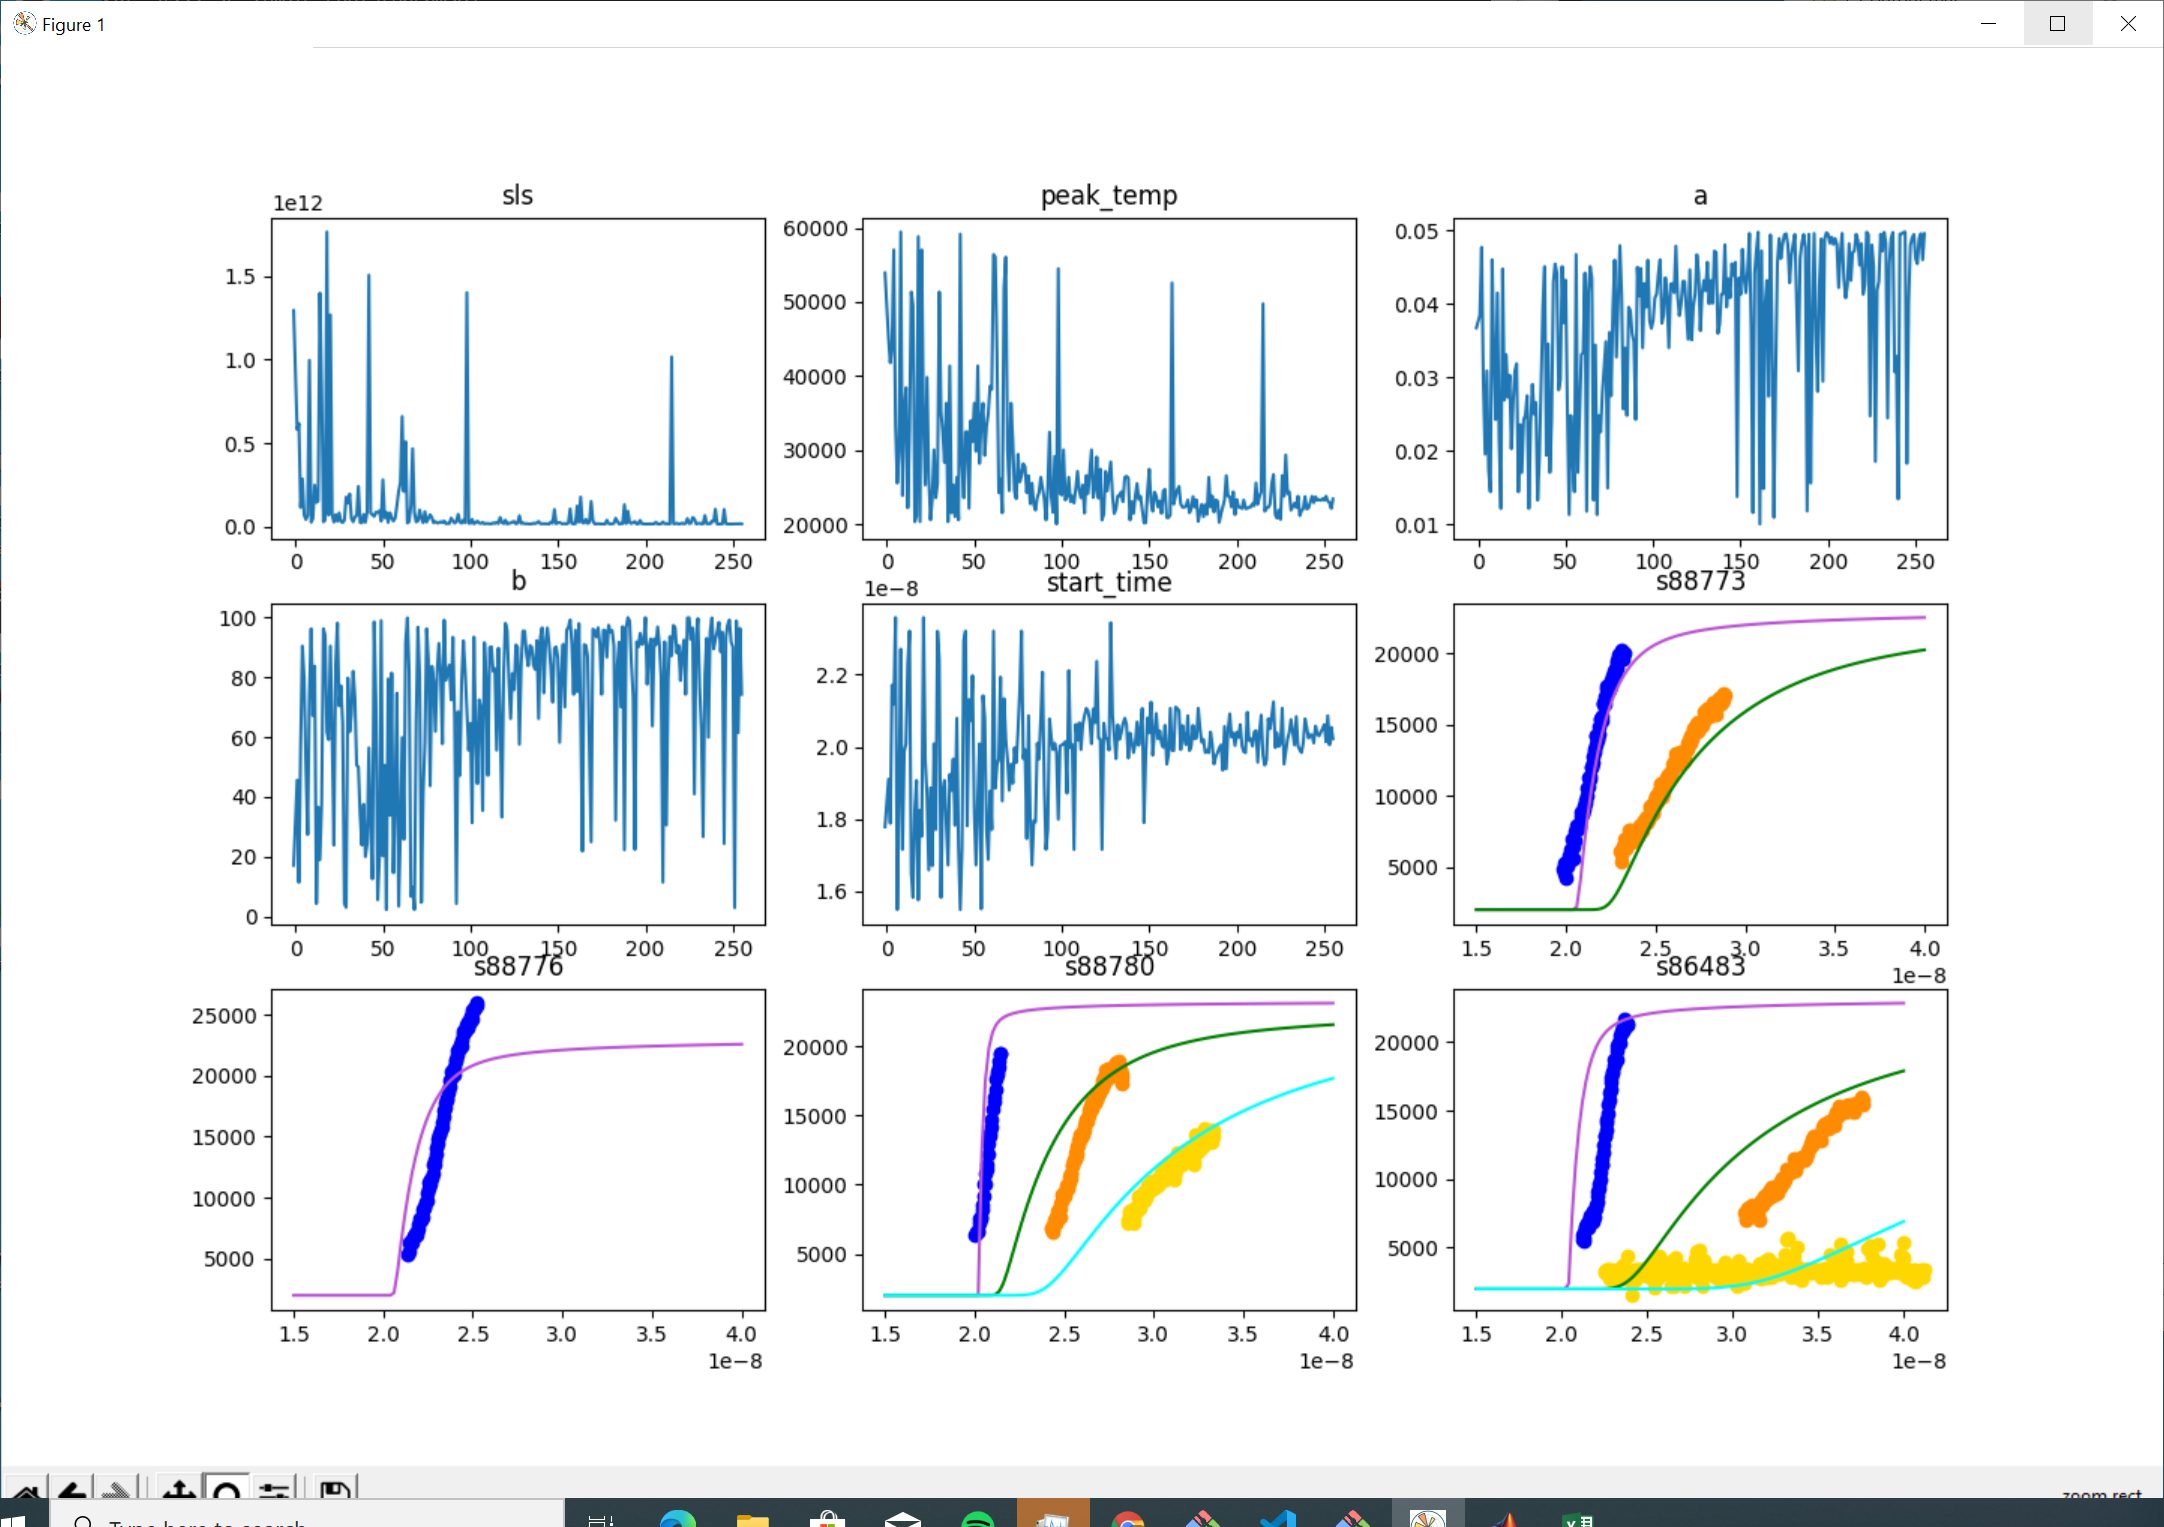 Figure 1
sls
peak_temp
a
1e12
1.5
1.0
0.5
0.0
0 50 100 150 200 250
60000
50000
40000
30000
20000
0 50 100 150 200 250
0.05
0.04
0.03
0.02
0.01
0 50 100 150 200 250
b
1e−8
start_time
s88773
100
80
60
40
20
0
0 50 100 150 200 250
2.2
2.0
1.8
1.6
0 50 100 150 200 250
20000
15000
10000
5000
1.5 2.0 2.5 3.0 3.5 4.0
1e−8
s88776
s88780
s86483
25000
20000
15000
10000
5000
1.5 2.0 2.5 3.0 3.5 4.0
1e−8
20000
15000
10000
5000
1.5 2.0 2.5 3.0 3.5 4.0
1e−8
20000
15000
10000
5000
1.5 2.0 2.5 3.0 3.5 4.0
1e−8
zoom rect
Type here to search